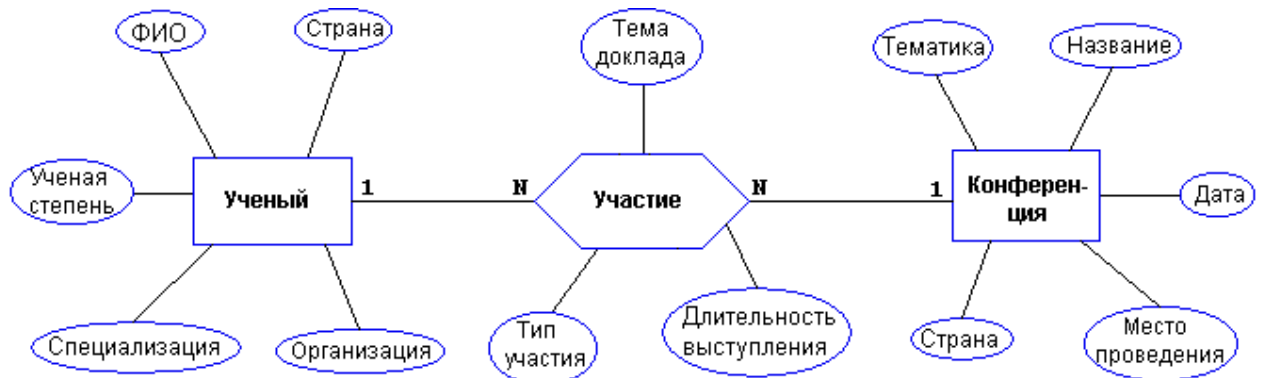 ФИО
Страна
Тема
доклада
Тематика
Название
Ученая
степень
Ученый
1
N
Участие
N
1
Конферен-
ция
Дата
Специализация
Организация
Тип
участия
Длительность
выступления
Страна
Место
проведения